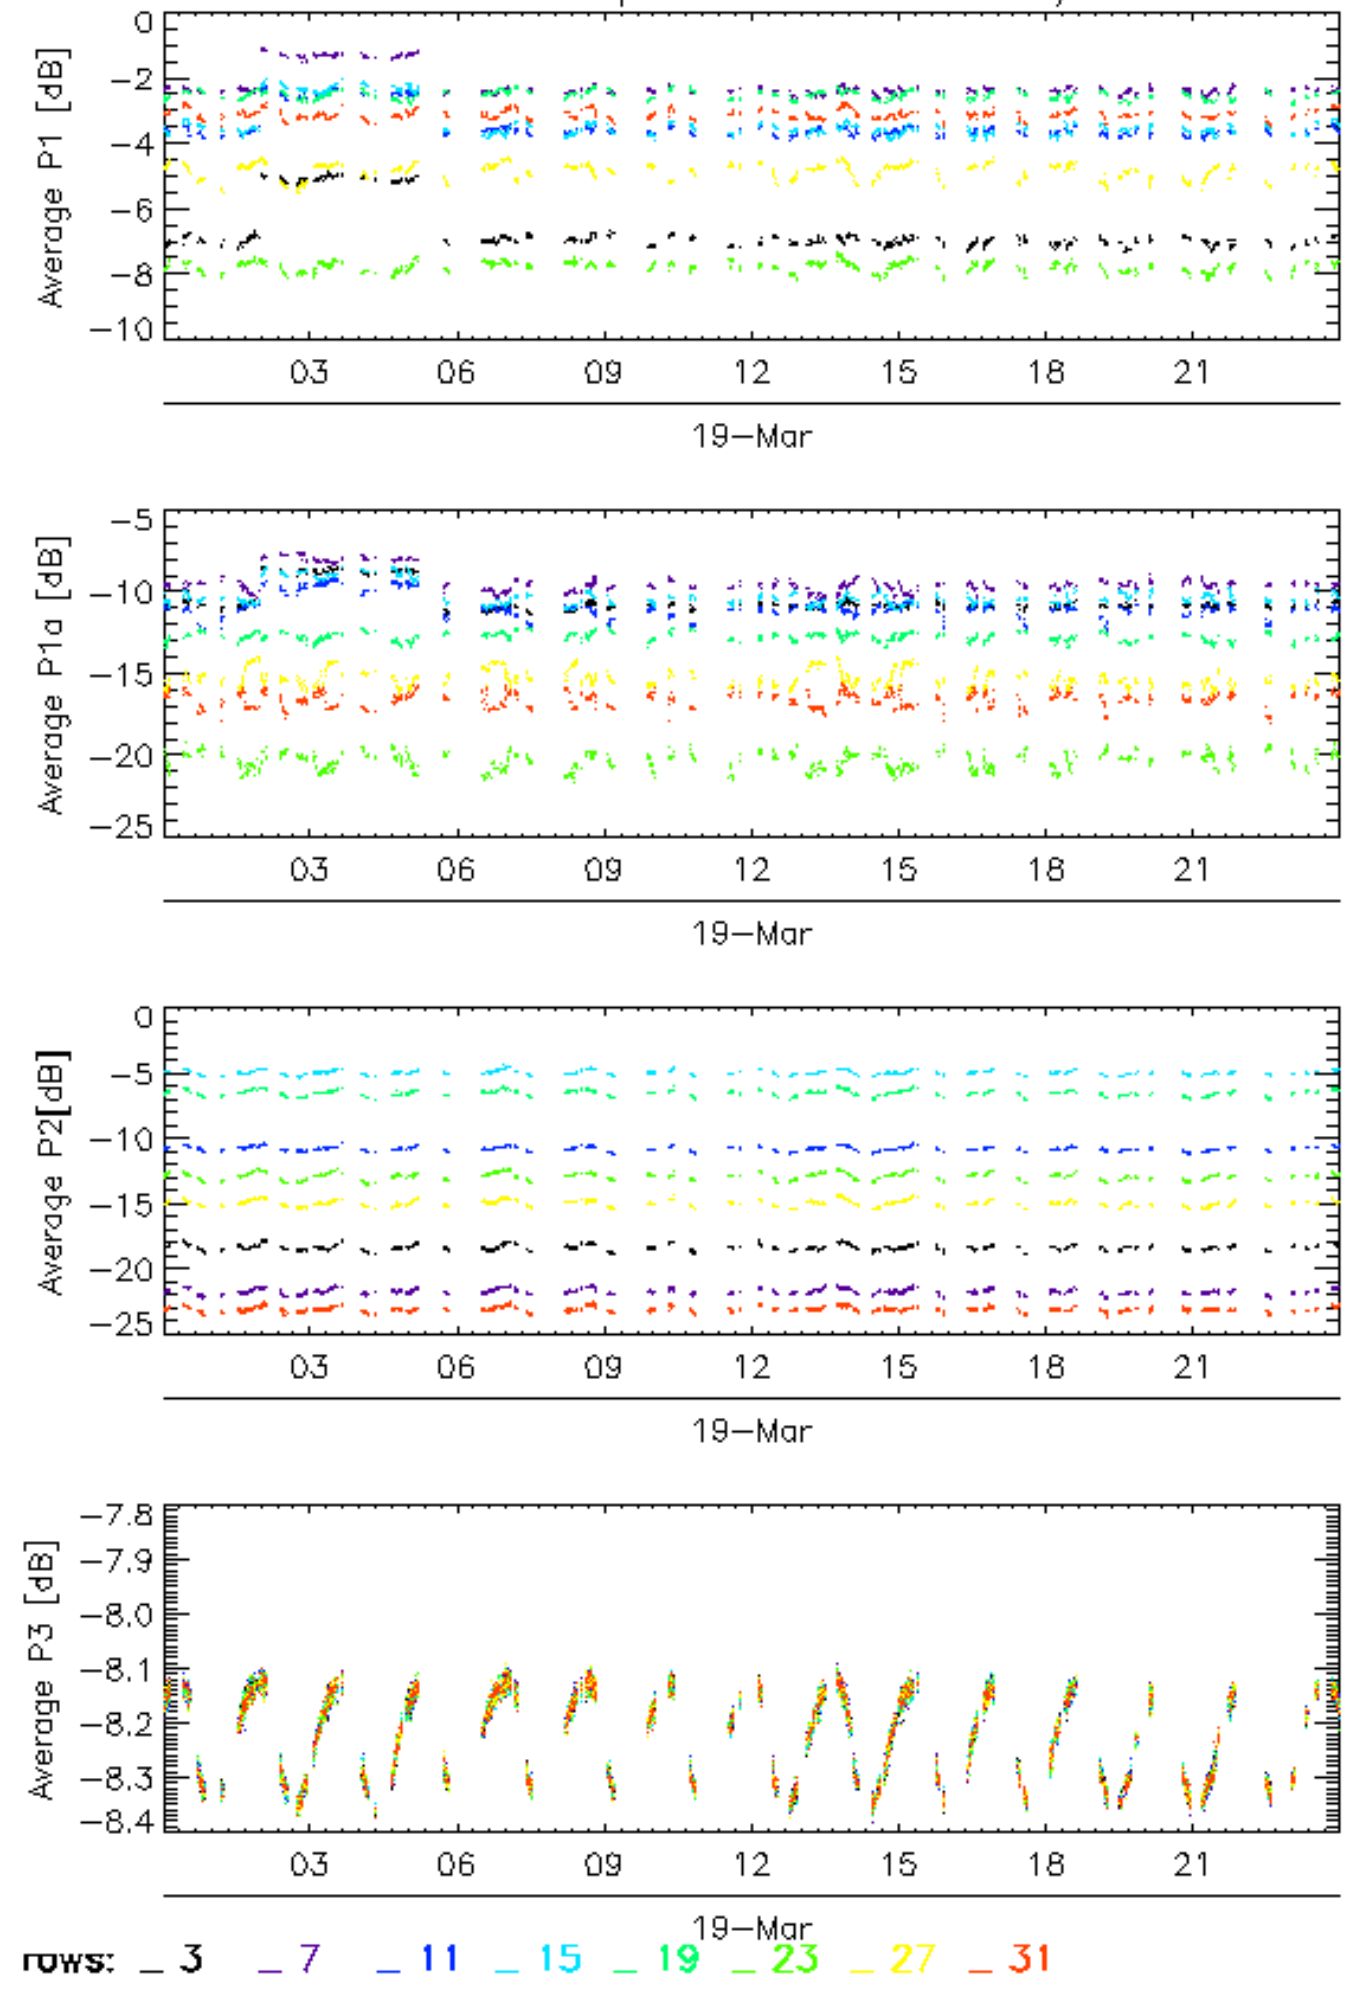 0
−2
−4
−6
−8
−10
Average P1 [dB]
03 06 09 12 15 18 21
19−Mar
−5
−10
−15
−20
−25
Average P1a [dB]
03 06 09 12 15 18 21
19−Mar
0
−5
−10
−15
−20
−25
Average P2[dB]
03 06 09 12 15 18 21
19−Mar
−7.8
−7.9
−8.0
−8.1
−8.2
−8.3
−8.4
Average P3 [dB]
03 06 09 12 15 18 21
19−Mar
rows: _ 3 _ 7 _ 11 _ 15 _ 19 _ 23 _ 27 _ 31